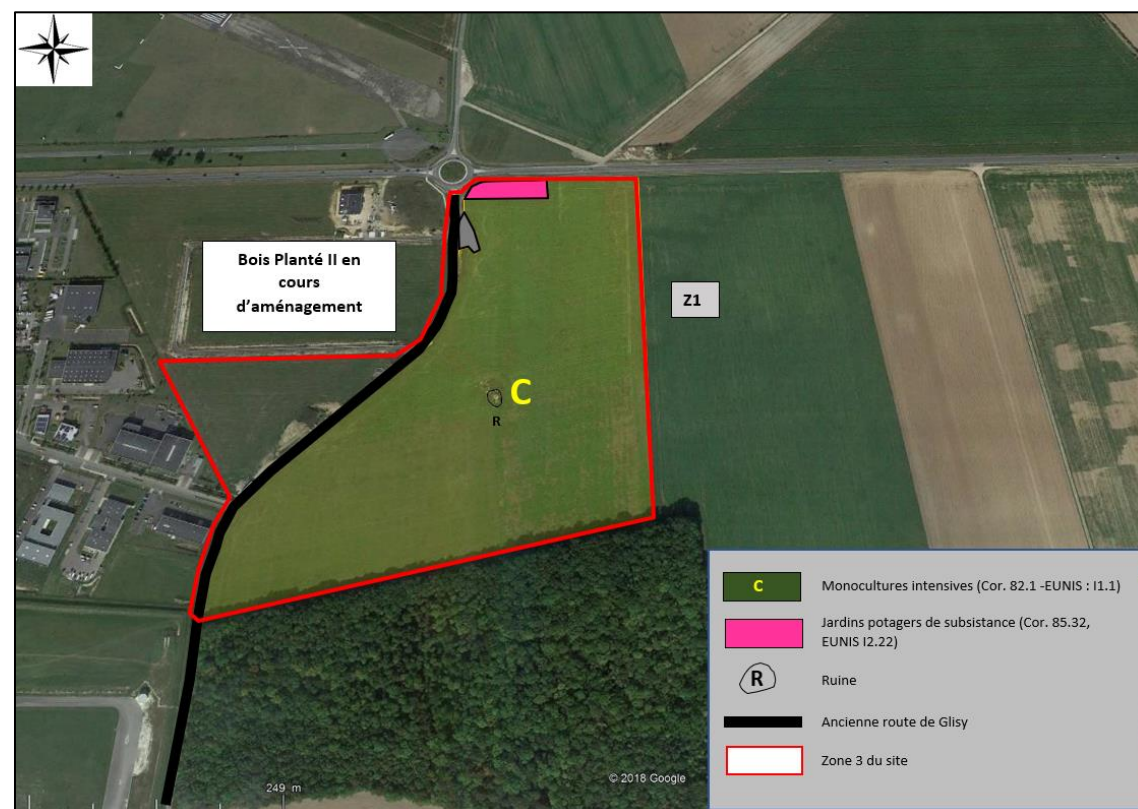 Bois Planté II en
cours
d’aménagement
Z1
C
R
C
Monocultures intensives (Cor. 82.1 -EUNIS : I1.1)
Jardins potagers de subsistance (Cor. 85.32,
EUNIS I2.22)
R
Ruine
Ancienne route de Glisy
Zone 3 du site
249 m
© 2018 Google